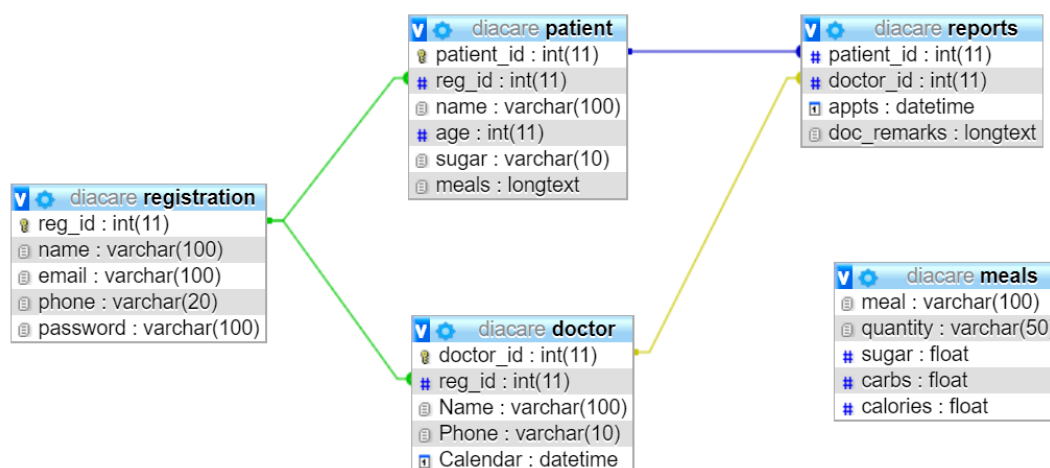 diacare patient
patient_id : int(11)
reg_id : int(11)
name : varchar(100)
age : int(11)
sugar : varchar(10)
meals : longtext
diacare reports
patient_id : int(11)
doctor_id : int(11)
appts : datetime
doc_remarks : longtext
diacare registration
reg_id : int(11)
name : varchar(100)
email : varchar(100)
phone : varchar(20)
password : varchar(100)
diacare doctor
doctor_id : int(11)
reg_id : int(11)
Name : varchar(100)
Phone : varchar(10)
Calendar : datetime
diacare meals
meal : varchar(100)
quantity : varchar(50
sugar : float
carbs : float
calories : float